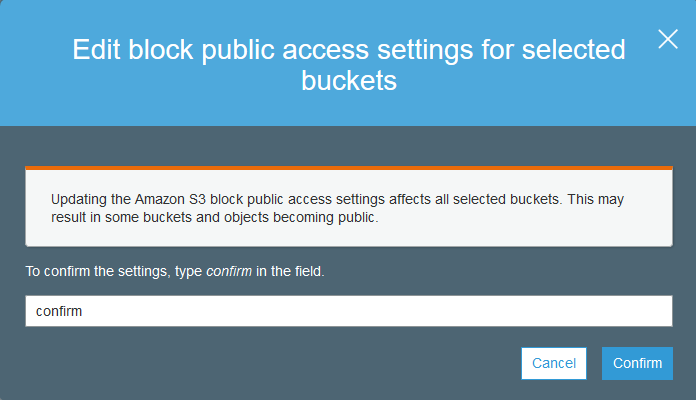 Edit block public access settings for selected
buckets
Updating the Amazon S3 block public access settings affects all selected buckets. This may
result in some buckets and objects becoming public.
To confirm the settings, type confirm in the field.
confirm
Cancel Confirm